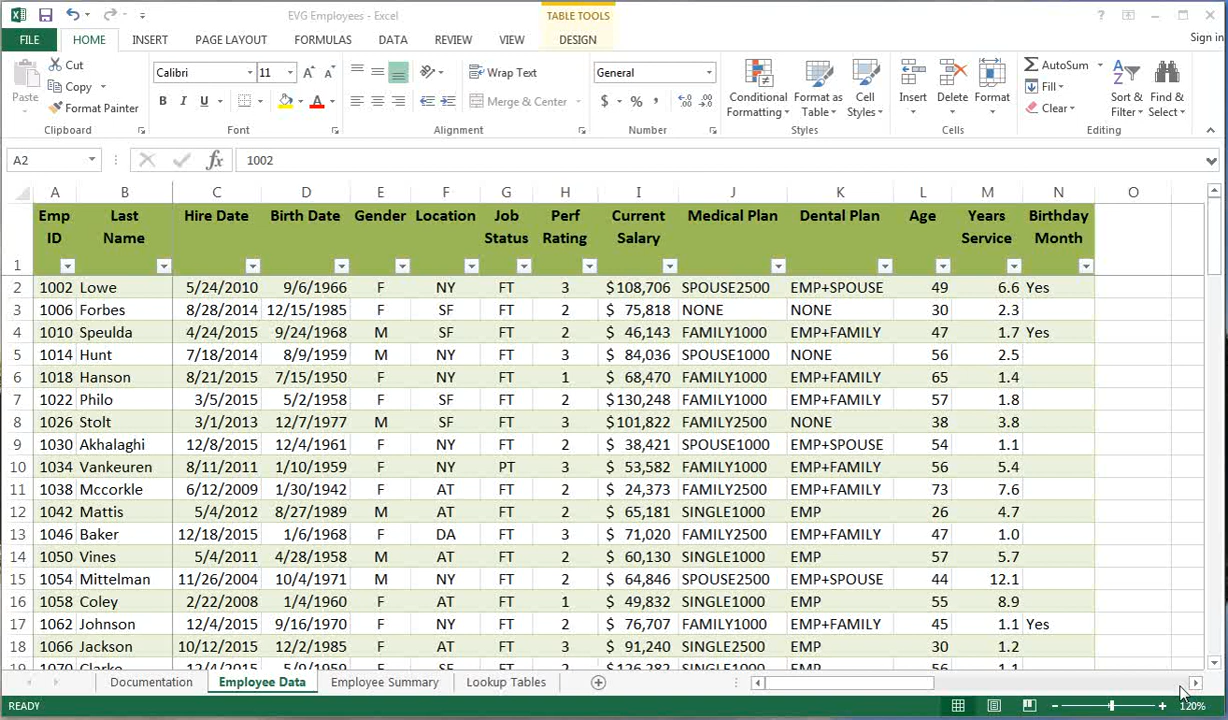 EVG Employees - Excel
TABLE TOOLS
?
FILE HOME INSERT PAGE LAYOUT FORMULAS DATA REVIEW VIEW DESIGN Sign in
Paste
Cut
Copy
Format Painter
Calibri 11
B I U
Wrap Text
Merge & Center
General
$ % ,
Conditional Formatting
Format as Table
Cell Styles
Insert
Delete
Format
AutoSum
Fill
Clear
Sort & Filter
Find & Select
Clipboard Font Alignment Number Styles Cells Editing
A2 fx 1002
A B C D E F G H I J K L M N O
1 Emp ID Last Name Hire Date Birth Date Gender Location Job Status Perf Rating Current Salary Medical Plan Dental Plan Age Years Service Birthday Month
2 1002 Lowe 5/24/2010 9/6/1966 F NY FT 3 $108,706 SPOUSE2500 EMP+SPOUSE 49 6.6 Yes
3 1006 Forbes 8/28/2014 12/15/1985 F SF FT 2 $ 75,818 NONE NONE 30 2.3
4 1010 Speulda 4/24/2015 9/24/1968 M SF FT 2 $ 46,143 FAMILY1000 EMP+FAMILY 47 1.7 Yes
5 1014 Hunt 7/18/2014 8/9/1959 M NY FT 3 $ 84,036 SPOUSE1000 NONE 56 2.5
6 1018 Hanson 8/21/2015 7/15/1950 F NY FT 1 $ 68,470 FAMILY1000 EMP+FAMILY 65 1.4
7 1022 Philo 3/5/2015 5/2/1958 F SF FT 2 $130,248 FAMILY1000 EMP+FAMILY 57 1.8
8 1026 Stolt 3/1/2013 12/7/1977 M SF FT 3 $101,822 FAMILY2500 NONE 38 3.8
9 1030 Akhalaghi 12/8/2015 12/4/1961 F NY FT 2 $ 38,421 SPOUSE1000 EMP+SPOUSE 54 1.1
10 1034 Vankeuren 8/11/2011 1/10/1959 F NY PT 3 $ 53,582 FAMILY1000 EMP+FAMILY 56 5.4
11 1038 Mccorkle 6/12/2009 1/30/1942 F AT FT 2 $ 24,373 FAMILY2500 EMP+FAMILY 73 7.6
12 1042 Mattis 5/4/2012 8/27/1989 M AT FT 2 $ 65,181 SINGLE1000 EMP 26 4.7
13 1046 Baker 12/18/2015 1/6/1968 F DA FT 3 $ 71,020 FAMILY2500 EMP+FAMILY 47 1.0
14 1050 Vines 5/4/2011 4/28/1958 M AT FT 2 $ 60,130 SINGLE1000 EMP 57 5.7
15 1054 Mittelman 11/26/2004 10/4/1971 M NY FT 2 $ 64,846 SPOUSE2500 EMP+SPOUSE 44 12.1
16 1058 Coley 2/22/2008 1/4/1960 F AT FT 1 $ 49,832 SINGLE1000 EMP 55 8.9
17 1062 Johnson 12/4/2015 9/16/1970 F NY FT 2 $ 76,707 FAMILY1000 EMP+FAMILY 45 1.1 Yes
18 1066 Jackson 10/12/2015 12/2/1985 F AT FT 3 $ 91,240 SINGLE2500 EMP 30 1.2
19 1070 Clarke 12/4/2015 5/9/1959 F SF FT 2 $126,282 SINGLE1000 EMP 56 1.1
Documentation Employee Data Employee Summary Lookup Tables
READY 120%